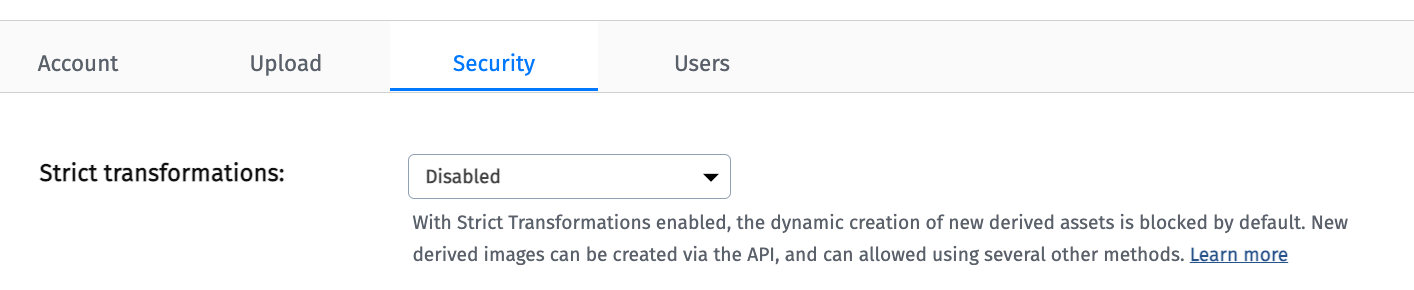 Account Upload Security Users
Strict transformations: Disabled
With Strict Transformations enabled, the dynamic creation of new derived assets is blocked by default. New
derived images can be created via the API, and can allowed using several other methods. Learn more